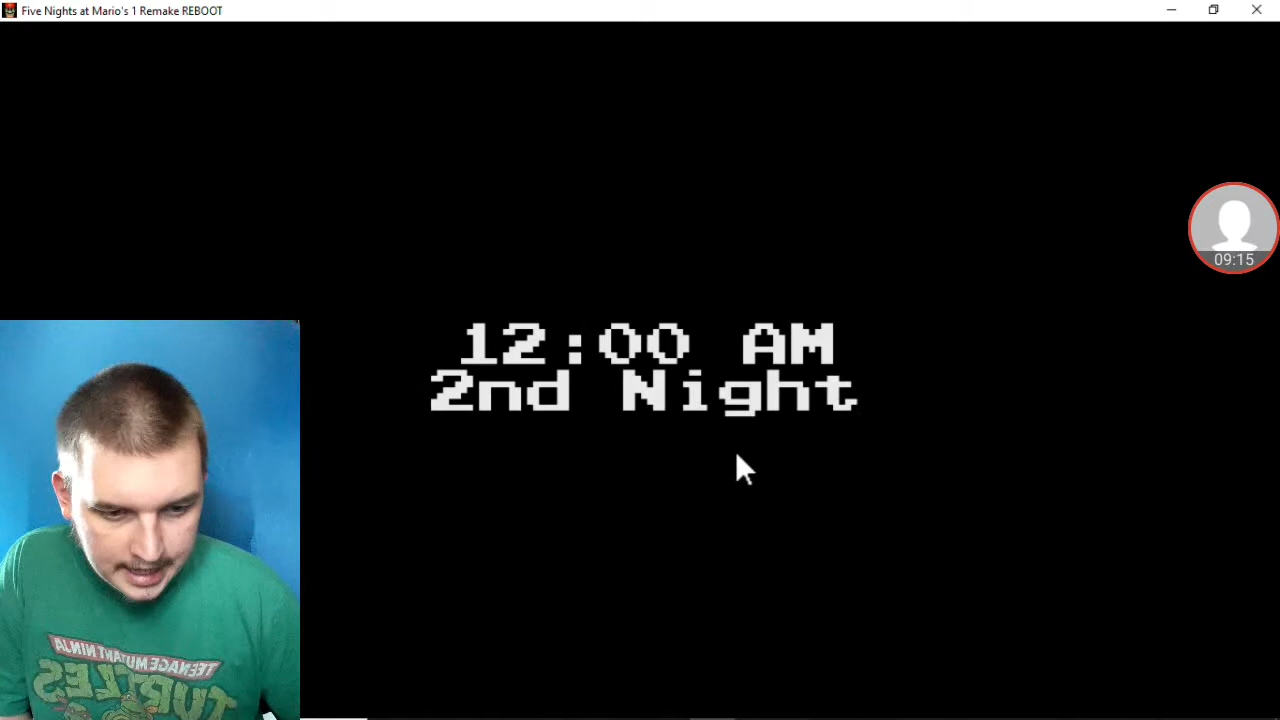 Five Nights at Mario's 1 Remake REBOOT
09:15
12:00 AM
2nd Night
TEENAGE MUTANT NINJA
TURTLES